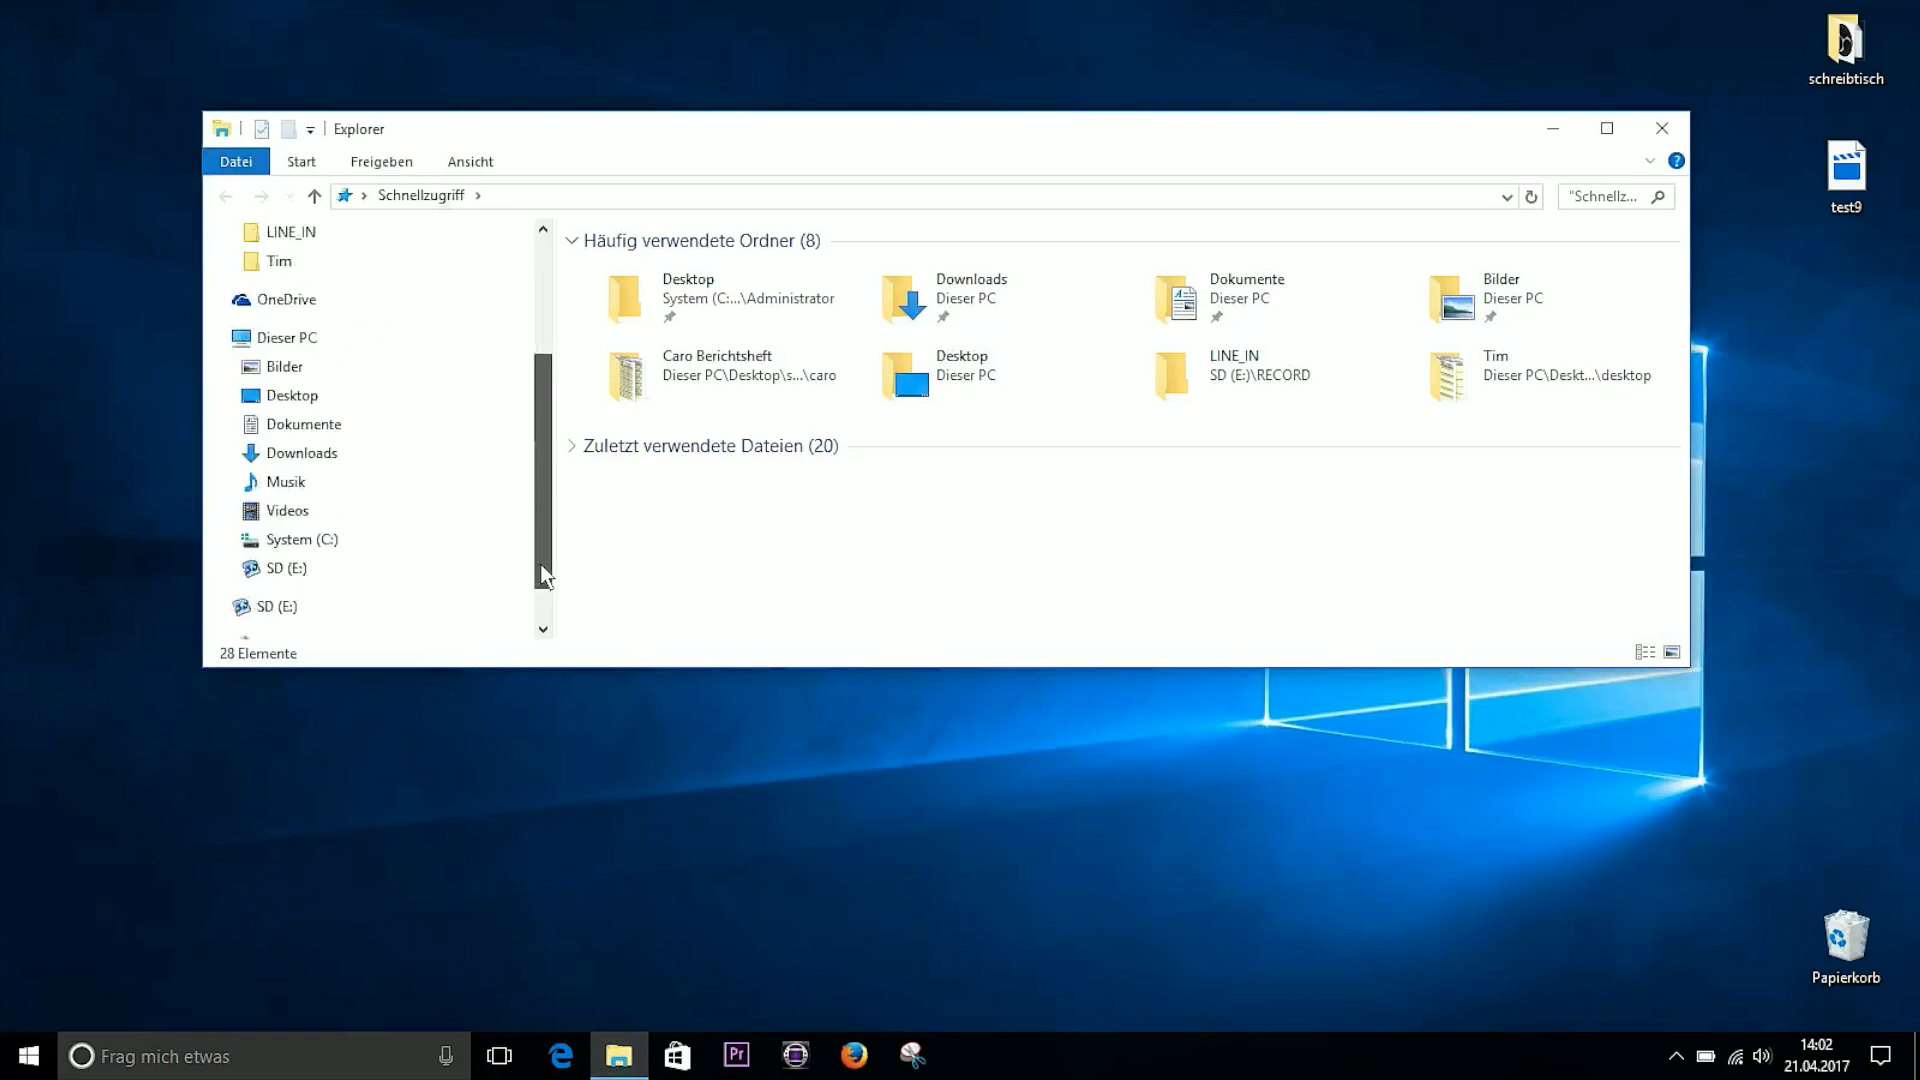 schreibtisch
test9
Explorer
Datei Start Freigeben Ansicht
Schnellzugriff
"Schnellz...
LINE_IN
Tim
OneDrive
Dieser PC
Bilder
Desktop
Dokumente
Downloads
Musik
Videos
System (C:)
SD (E:)
SD (E:)
28 Elemente
Häufig verwendete Ordner (8)
Desktop
System (C:...\Administrator
Downloads
Dieser PC
Dokumente
Dieser PC
Bilder
Dieser PC
Caro Berichtsheft
Dieser PC\Desktop\s...\caro
Desktop
Dieser PC
LINE_IN
SD (E:)\RECORD
Tim
Dieser PC\Deskt...\desktop
Zuletzt verwendete Dateien (20)
Papierkorb
Frag mich etwas
Pr
14:02
21.04.2017